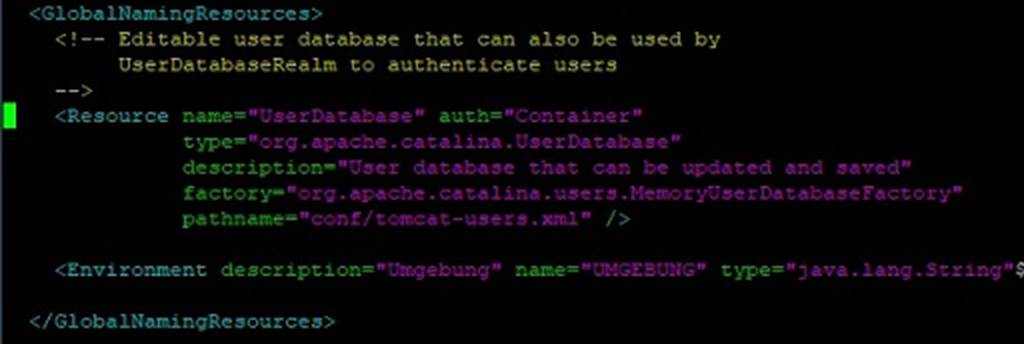 <GlobalNamingResources>
<!-- Editable user database that can also be used by
UserDatabaseRealm to authenticate users
-->
<Resource name="UserDatabase" auth="Container"
type="org.apache.catalina.UserDatabase"
description="User database that can be updated and saved"
factory="org.apache.catalina.users.MemoryUserDatabaseFactory"
pathname="conf/tomcat-users.xml" />
<Environment description="Umgebung" name="UMGEBUNG" type="java.lang.String"$
</GlobalNamingResources>